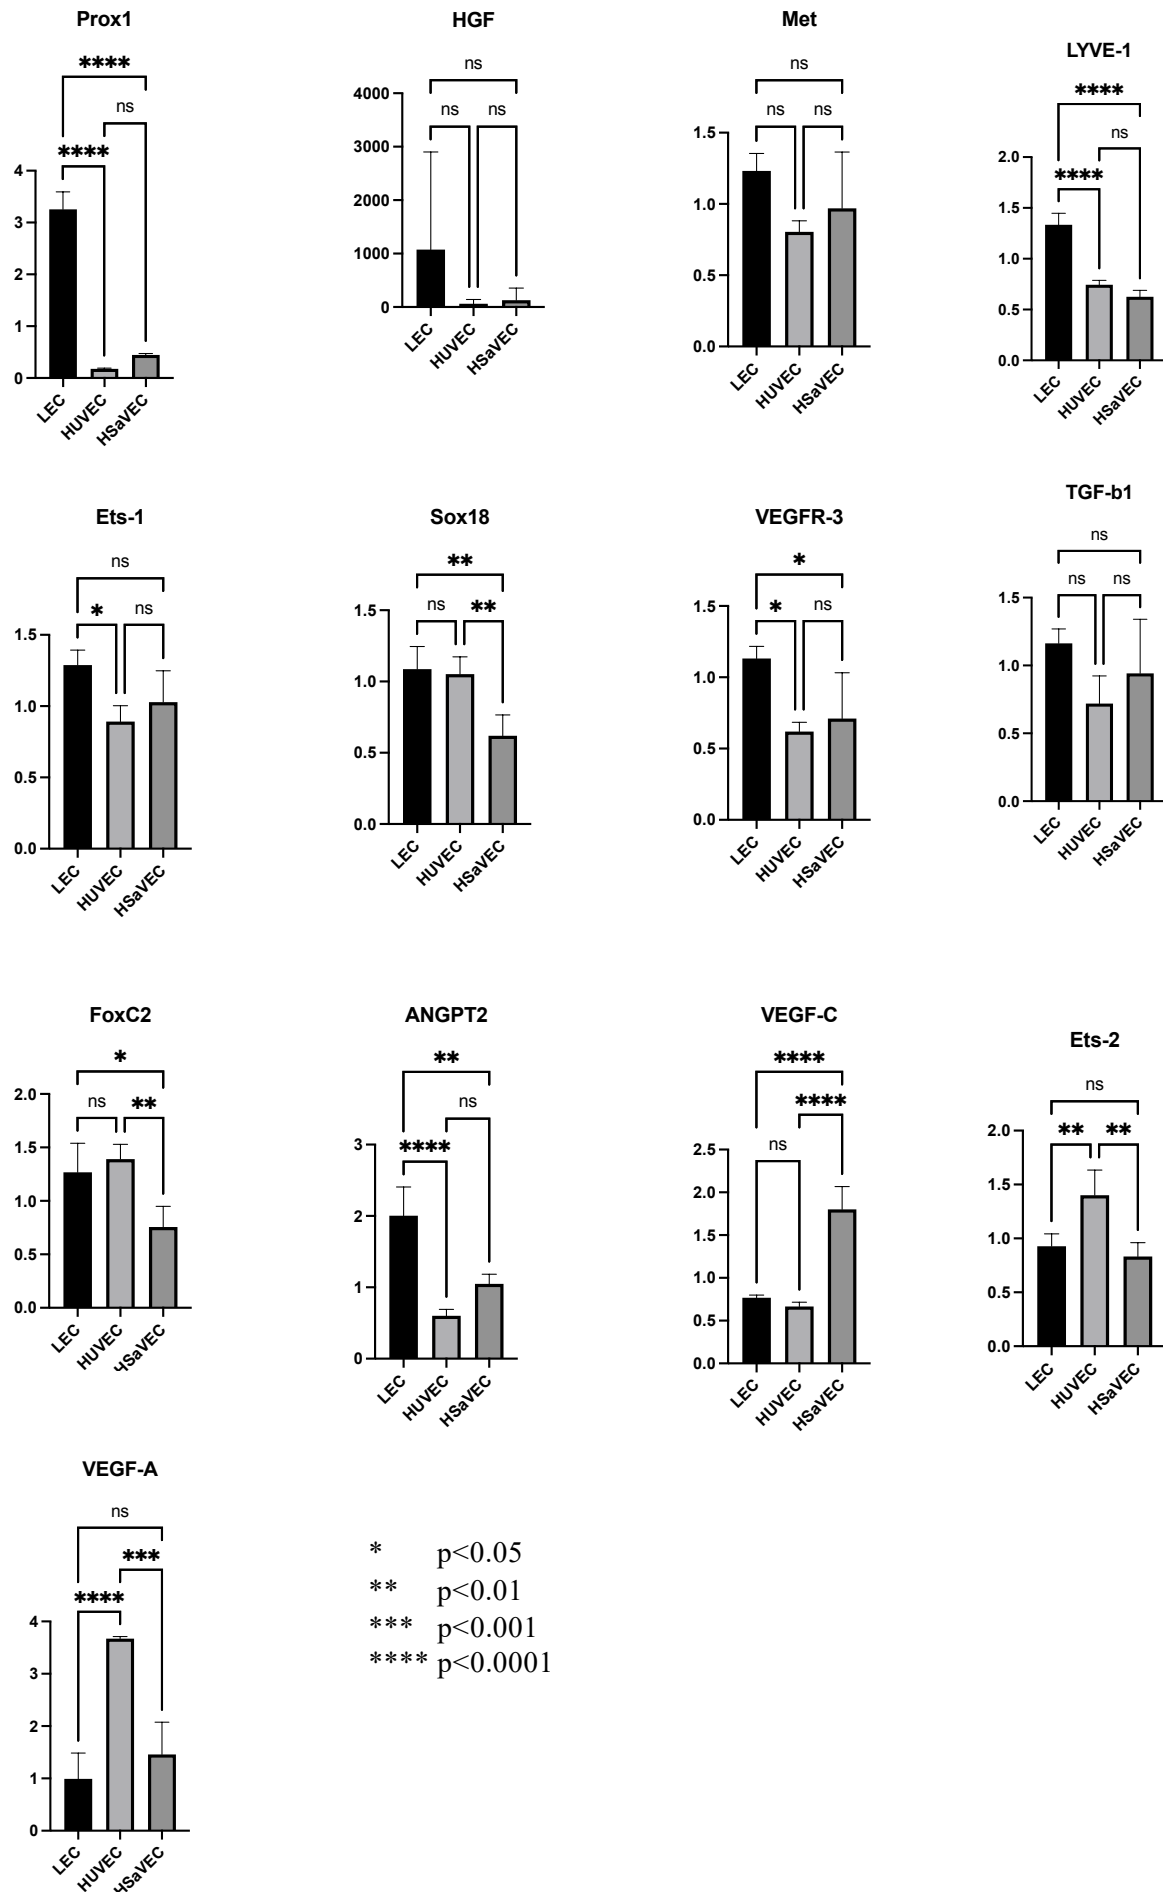 Prox1
****
ns
****
4
3
2
1
0
LEC
HUVEC
HSaVEC
HGF
ns
ns
ns
4000
3000
2000
1000
0
LEC
HUVEC
HSaVEC
Met
ns
ns
ns
1.5
1.0
0.5
0.0
LEC
HUVEC
HSaVEC
LYVE-1
****
ns
****
2.0
1.5
1.0
0.5
0.0
LEC
HUVEC
HSaVEC
Ets-1
ns
*
ns
1.5
1.0
0.5
0.0
LEC
HUVEC
HSaVEC
Sox18
**
ns
**
1.5
1.0
0.5
0.0
LEC
HUVEC
HSaVEC
VEGFR-3
*
*
ns
1.5
1.0
0.5
0.0
LEC
HUVEC
HSaVEC
TGF-b1
ns
ns
ns
1.5
1.0
0.5
0.0
LEC
HUVEC
HSaVEC
FoxC2
*
ns
**
2.0
1.5
1.0
0.5
0.0
LEC
HUVEC
HSaVEC
ANGPT2
**
ns
****
3
2
1
0
LEC
HUVEC
HSaVEC
VEGF-C
****
****
ns
2.5
2.0
1.5
1.0
0.5
0.0
LEC
HUVEC
HSaVEC
Ets-2
ns
**
**
2.0
1.5
1.0
0.5
0.0
LEC
HUVEC
HSaVEC
VEGF-A
ns
***
****
4
3
2
1
0
LEC
HUVEC
HSaVEC
* p<0.05
** p<0.01
*** p<0.001
**** p<0.0001